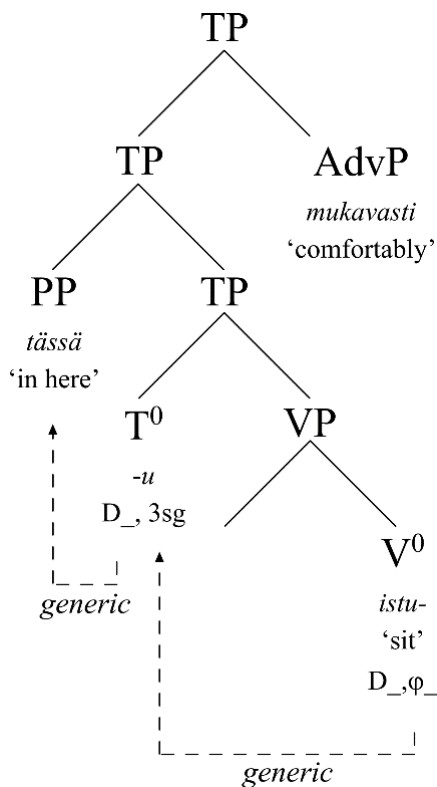 TP
TP AdvP
mukavasti
‘comfortably’
PP TP
tässä
‘in here’
T⁰ VP
-u
D_, 3sg
V⁰
istu-
‘sit’
D_,φ_
generic
generic